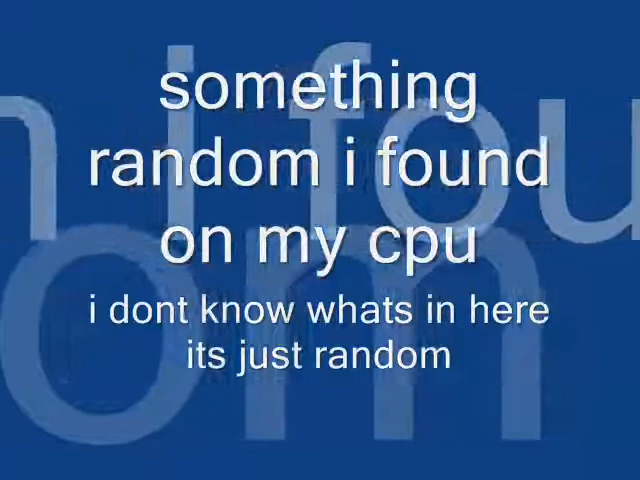 something
random i found
on my cpu
i dont know whats in here
its just random